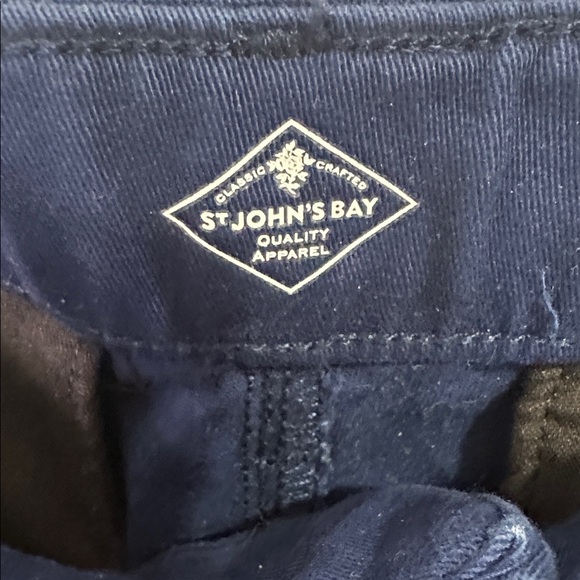 CLASSIC CRAFTED
ST JOHN'S BAY
QUALITY
APPAREL